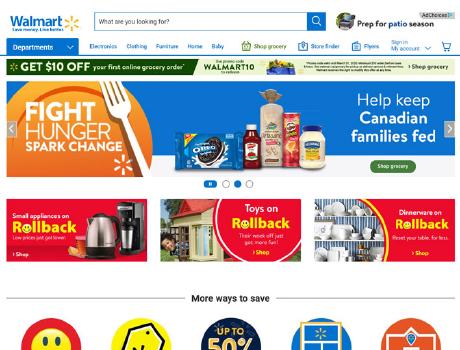 Walmart
Save money. Live better.
What are you looking for?
AdChoices
Prep for patio season
Departments
Electronics
Clothing
Furniture
Home
Baby
Shop grocery
Store finder
Flyers
Sign in
My account
GET $10 OFF your first online grocery order*
Use promo code
WALMART10
to redeem
Shop grocery
FIGHT
HUNGER
SPARK CHANGE
OREO
Pringles
Help keep
Canadian
families fed
Shop grocery
Small appliances on
Rollback
Low prices just got lower!
Shop
Toys on
Rollback
Their week off just
got more fun!
Shop
Dinnerware on
Rollback
Reset your table, for less.
Shop
More ways to save
UP TO
50%